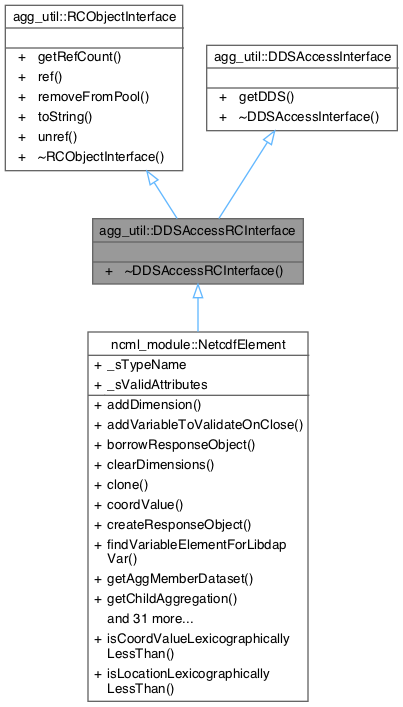 agg_util::RCObjectInterface
+ getRefCount()
+ ref()
+ removeFromPool()
+ toString()
+ unref()
+ ~RCObjectInterface()
agg_util::DDSAccessInterface
+ getDDS()
+ ~DDSAccessInterface()
agg_util::DDSAccessRCInterface
+ ~DDSAccessRCInterface()
ncml_module::NetcdfElement
+ _sTypeName
+ _sValidAttributes
+ addDimension()
+ addVariableToValidateOnClose()
+ borrowResponseObject()
+ clearDimensions()
+ clone()
+ coordValue()
+ createResponseObject()
+ findVariableElementForLibdap
Var()
+ getAggMemberDataset()
+ getChildAggregation()
and 31 more...
+ isCoordValueLexicographically
LessThan()
+ isLocationLexicographically
LessThan()